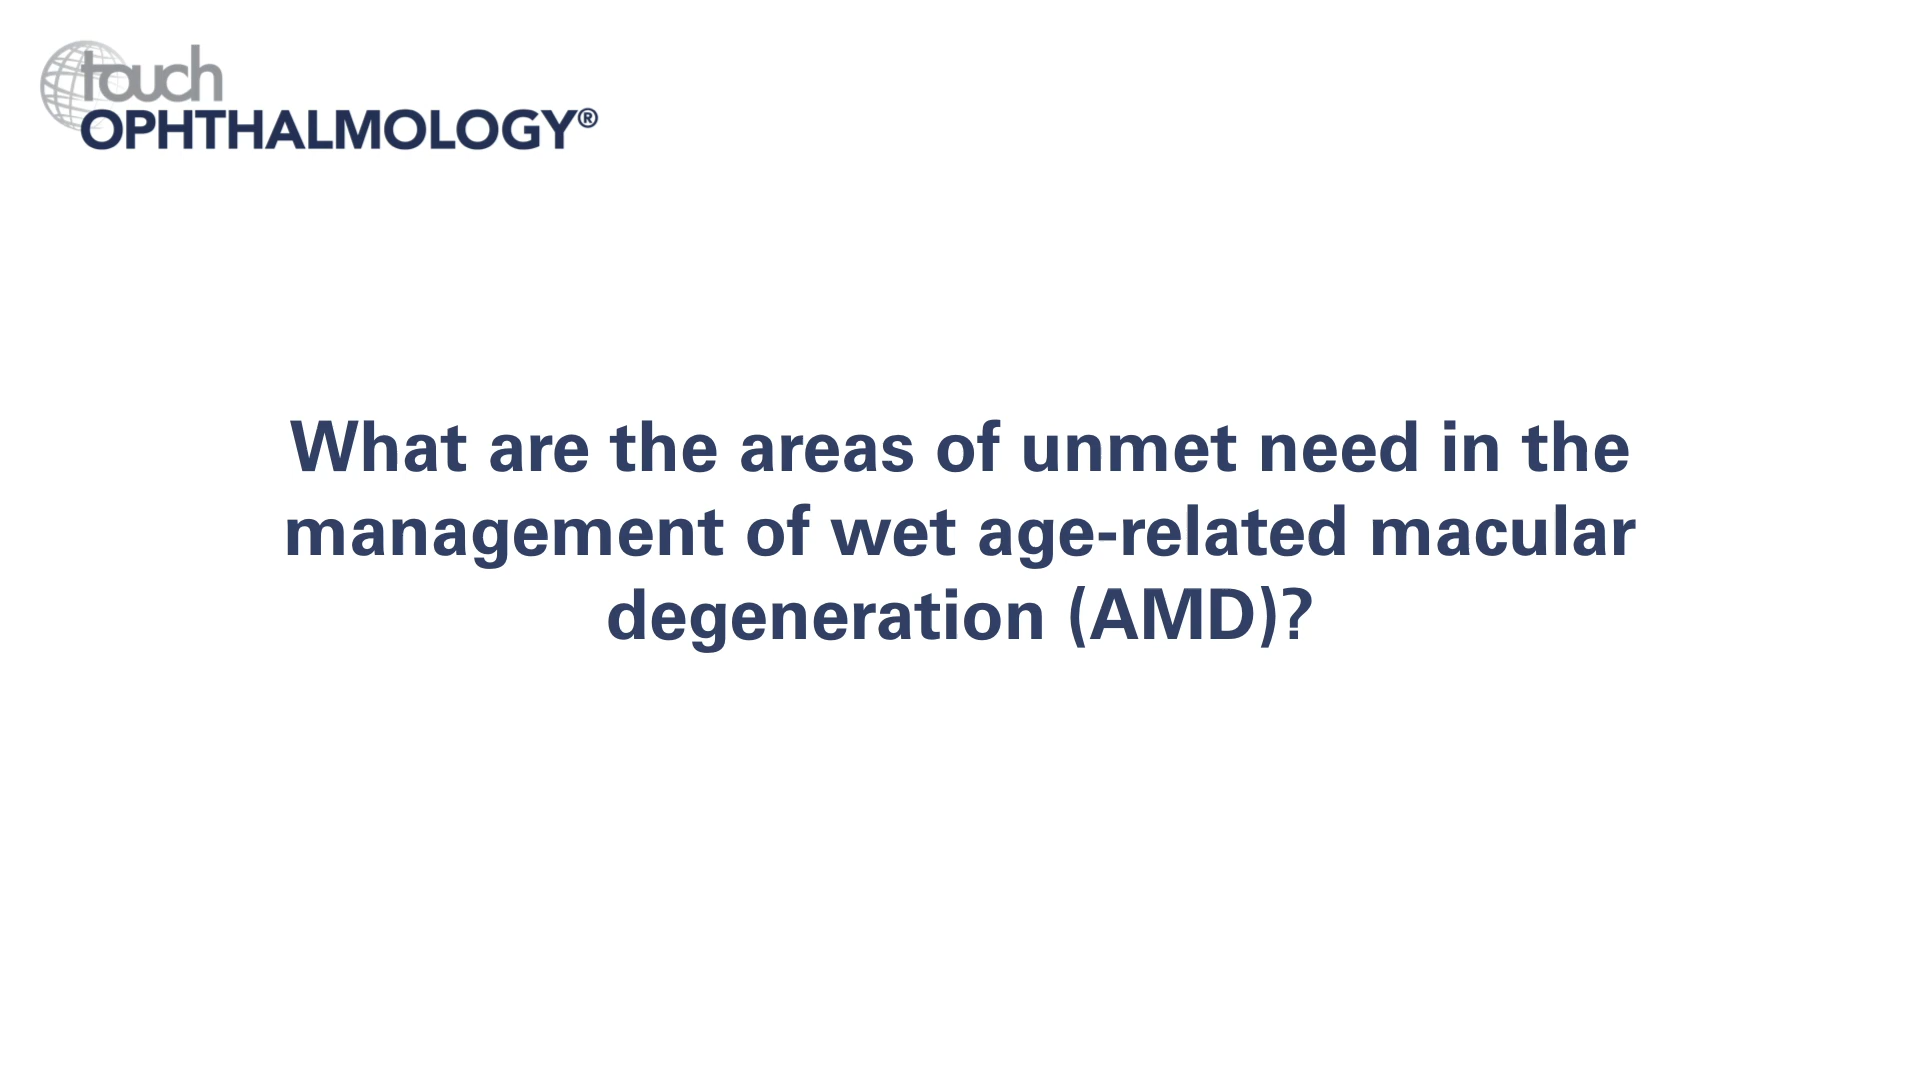 touch
OPHTHALMOLOGY®
What are the areas of unmet need in the
management of wet age-related macular
degeneration (AMD)?